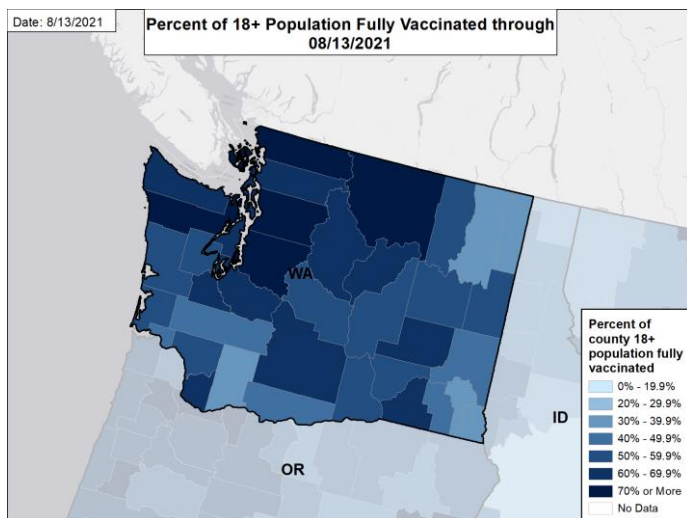 Date: 8/13/2021
Percent of 18+ Population Fully Vaccinated through
08/13/2021
WA
OR
ID
Percent of
county 18+
population fully
vaccinated
0% - 19.9%
20% - 29.9%
30% - 39.9%
40% - 49.9%
50% - 59.9%
60% - 69.9%
70% or More
No Data